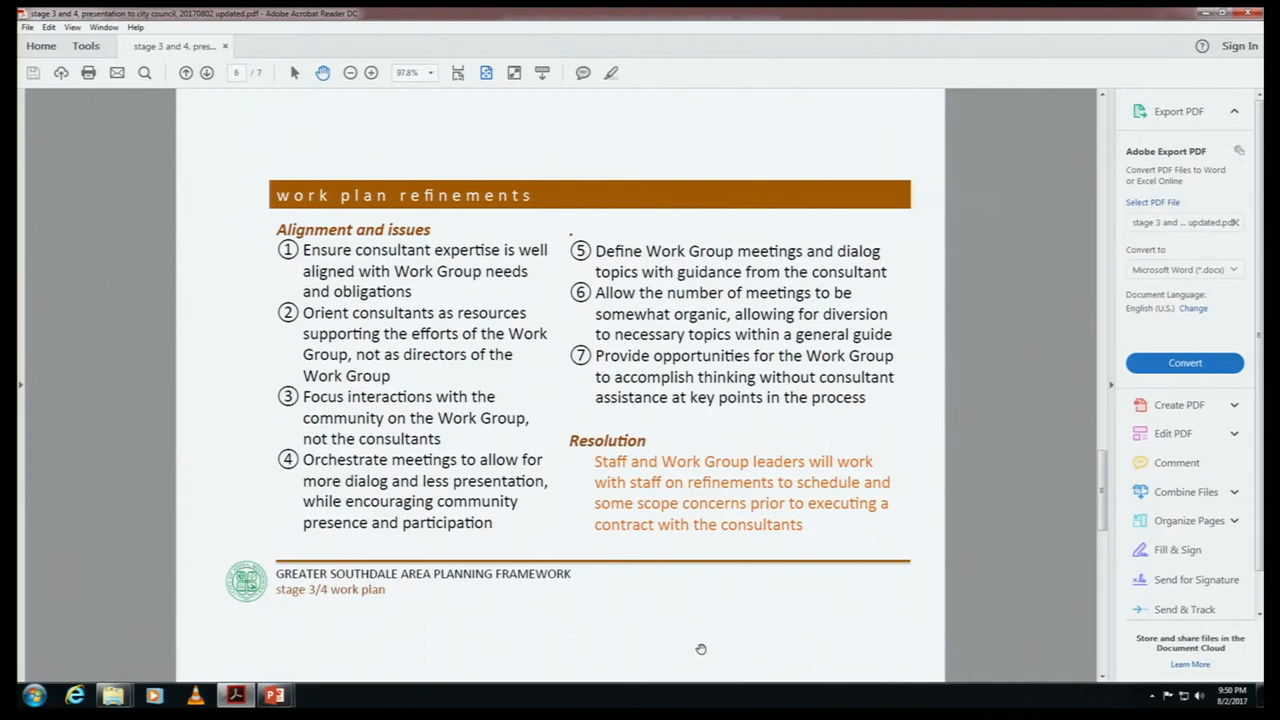 stage 3 and 4, presentation to city council, 20170802 updated.pdf - Adobe Acrobat Reader DC
File Edit View Window Help
Home Tools stage 3 and 4, pres... × Sign In
6 / 7 97.8%
work plan refinements
Alignment and issues
① Ensure consultant expertise is well
aligned with Work Group needs
and obligations
② Orient consultants as resources
supporting the efforts of the Work
Group, not as directors of the
Work Group
③ Focus interactions with the
community on the Work Group,
not the consultants
④ Orchestrate meetings to allow for
more dialog and less presentation,
while encouraging community
presence and participation
.
⑤ Define Work Group meetings and dialog
topics with guidance from the consultant
⑥ Allow the number of meetings to be
somewhat organic, allowing for diversion
to necessary topics within a general guide
⑦ Provide opportunities for the Work Group
to accomplish thinking without consultant
assistance at key points in the process
Resolution
Staff and Work Group leaders will work
with staff on refinements to schedule and
some scope concerns prior to executing a
contract with the consultants
GREATER SOUTHDALE AREA PLANNING FRAMEWORK
stage 3/4 work plan
Export PDF
Adobe Export PDF
Convert PDF Files to Word
or Excel Online
Select PDF File
stage 3 and ... updated.pdf
Convert to
Microsoft Word (*.docx)
Document Language:
English (U.S.) Change
Convert
Create PDF
Edit PDF
Comment
Combine Files
Organize Pages
Fill & Sign
Send for Signature
Send & Track
Store and share files in the
Document Cloud
Learn More
9:50 PM
8/2/2017